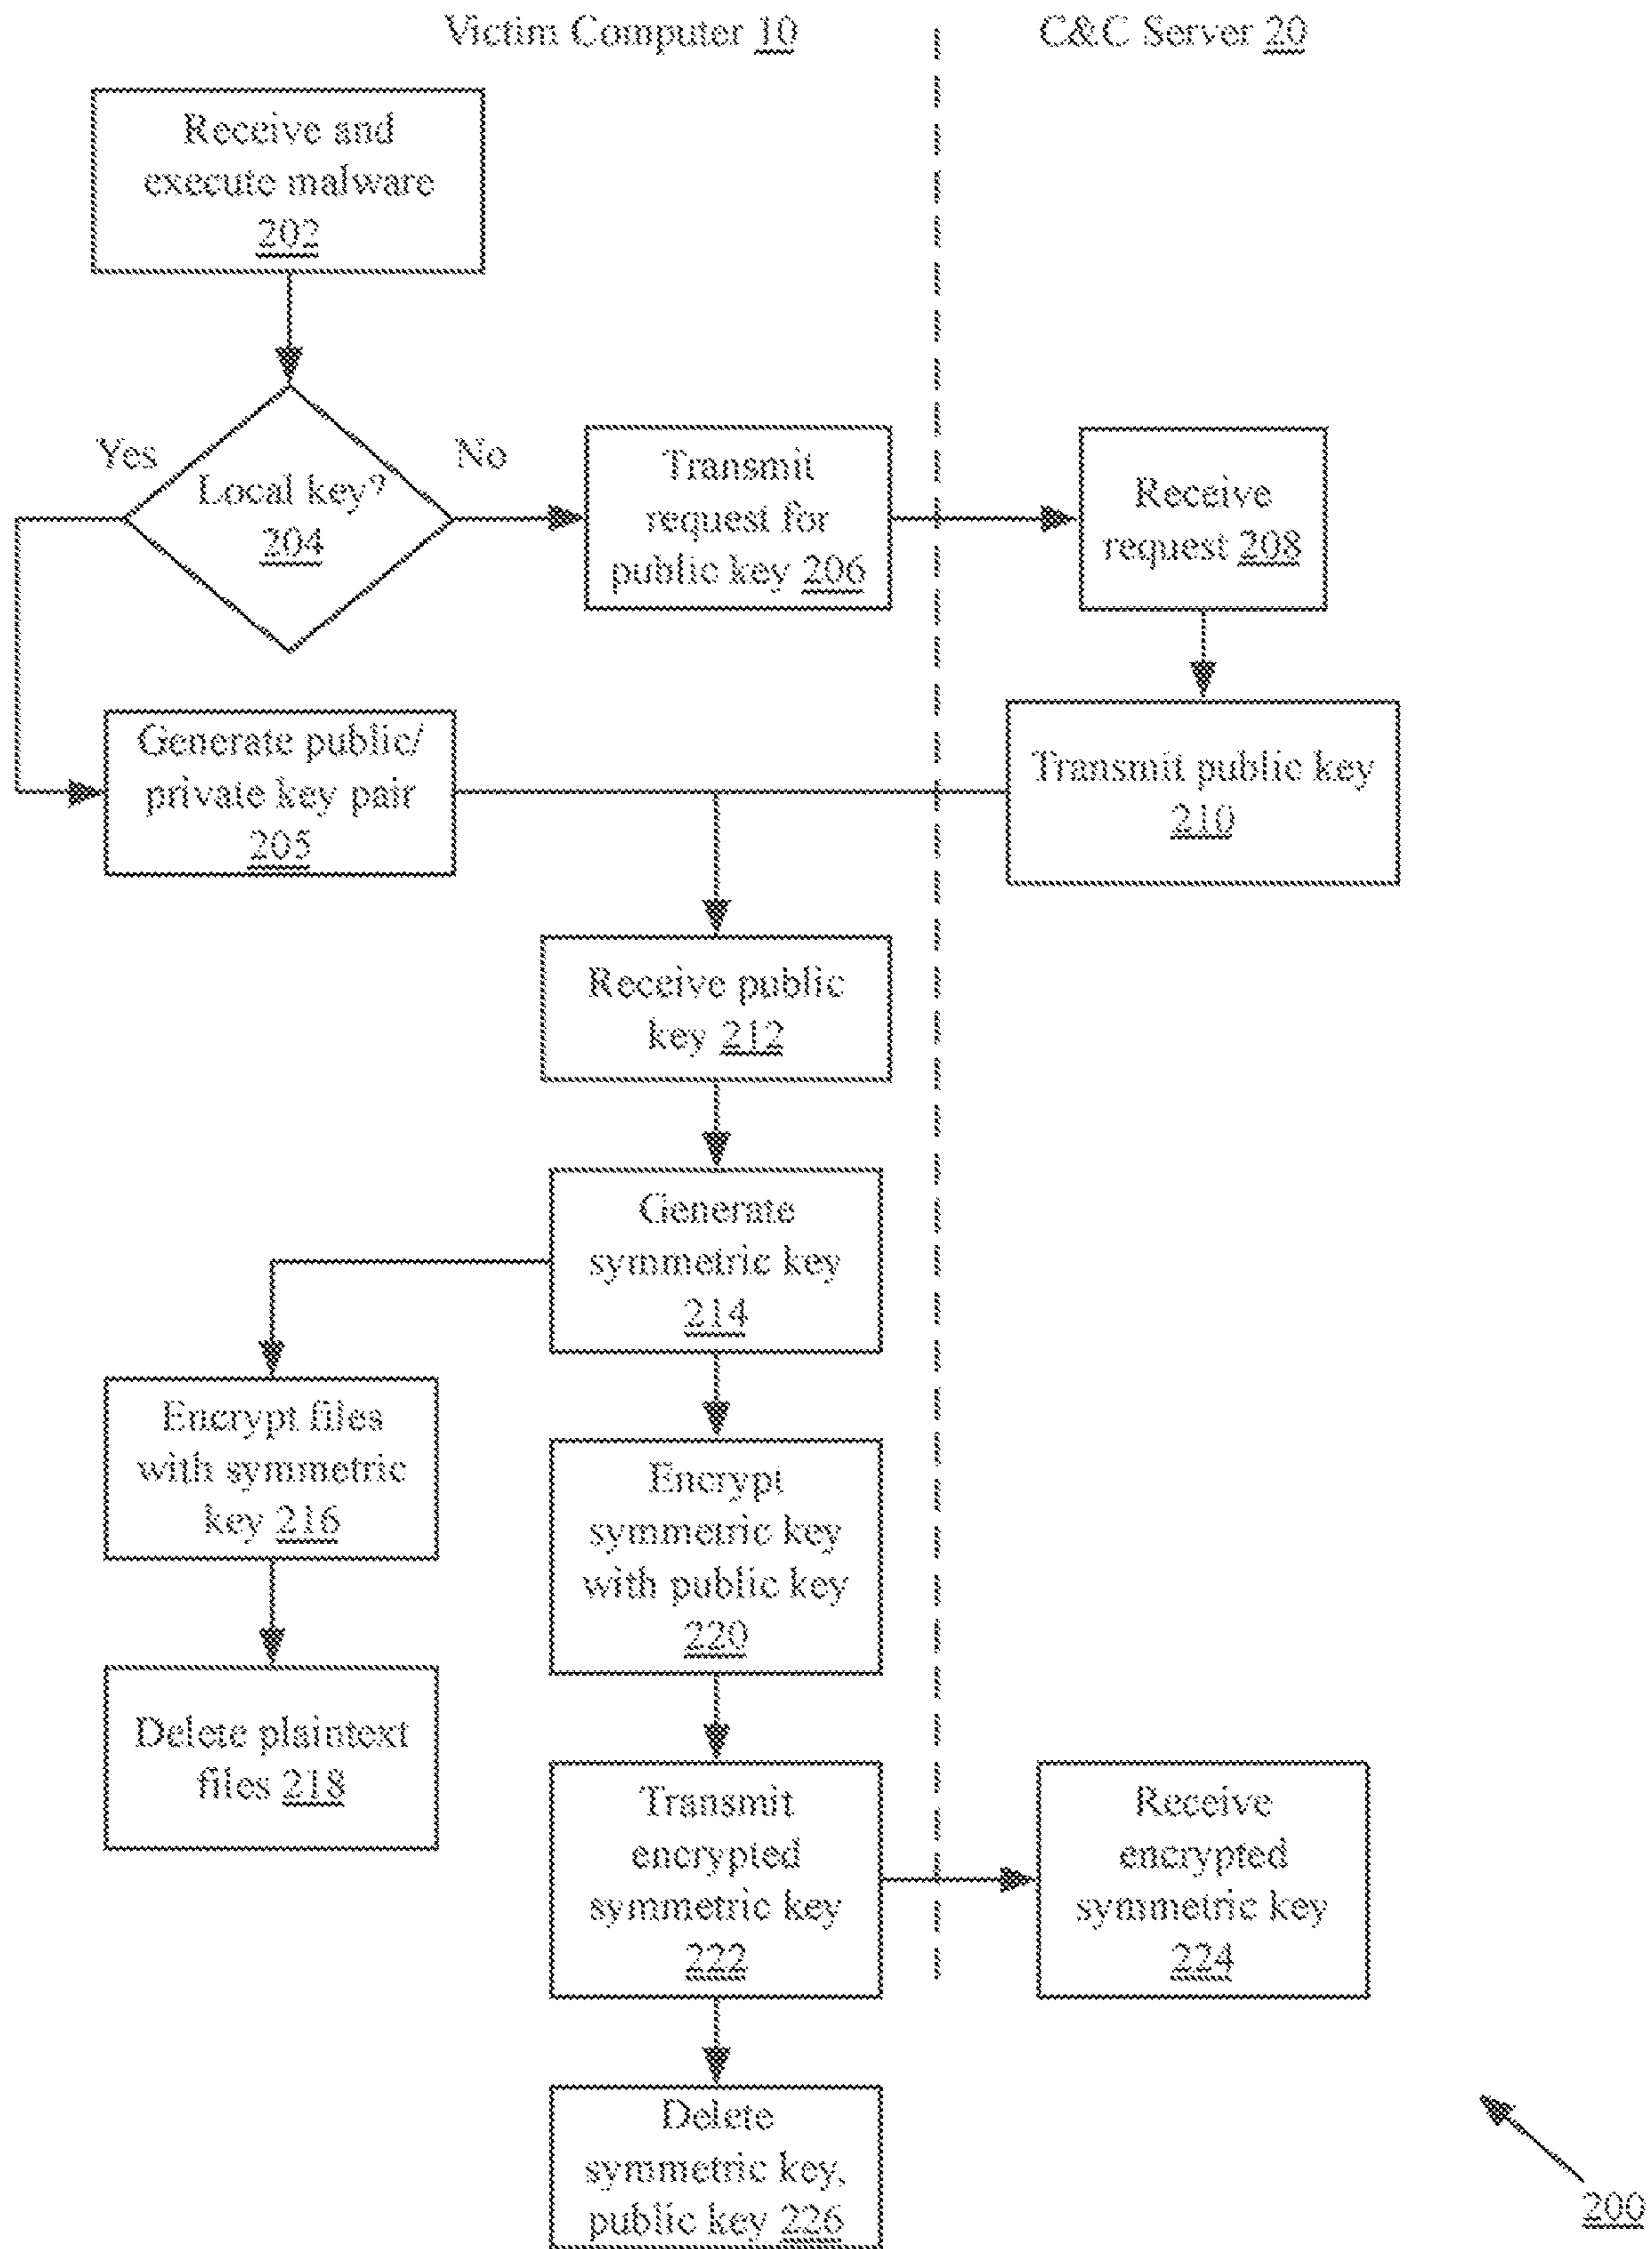 Victim Computer 10
C&C Server 20
Receive and
execute malware
202
Yes
No
Local key?
204
Transmit
request for
public key 206
Receive
request 208
Generate public/
private key pair
205
Transmit public key
210
Receive public
key 212
Generate
symmetric key
214
Encrypt files
with symmetric
key 216
Encrypt
symmetric key
with public key
220
Delete plaintext
files 218
Transmit
encrypted
symmetric key
222
Receive
encrypted
symmetric key
224
Delete
symmetric key,
public key 226
200